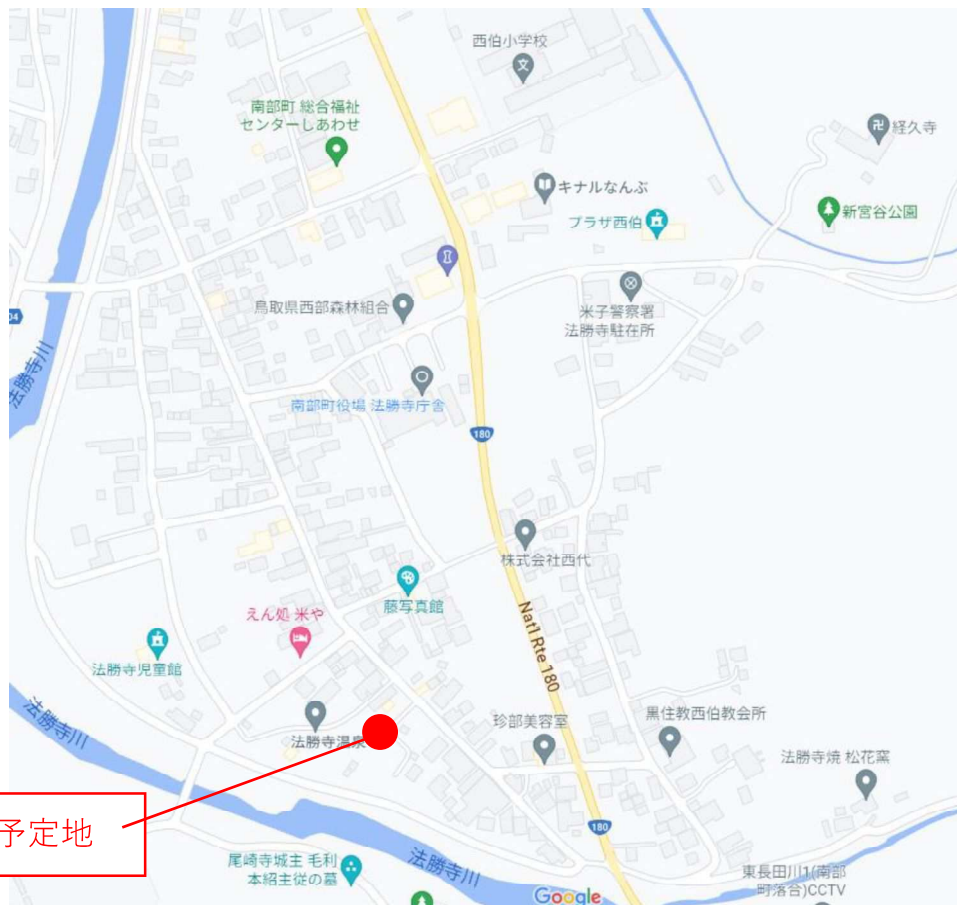 西伯小学校
南部町 総合福祉
センターしあわせ
経久寺
キナルなんぶ
新宮谷公園
プラザ西伯
鳥取県西部森林組合
米子警察署
法勝寺駐在所
法勝寺川
南部町役場 法勝寺庁舎
180
株式会社西代
藤写真館
えん処 米や
Nat'l Rte 180
法勝寺児童館
法勝寺川
珍部美容室
黒住教西伯教会所
法勝寺温泉
法勝寺焼 松花窯
予定地
180
尾崎寺城主 毛利
本紹主従の墓
法勝寺川
東長田川1(南部
町落合)CCTV
Google